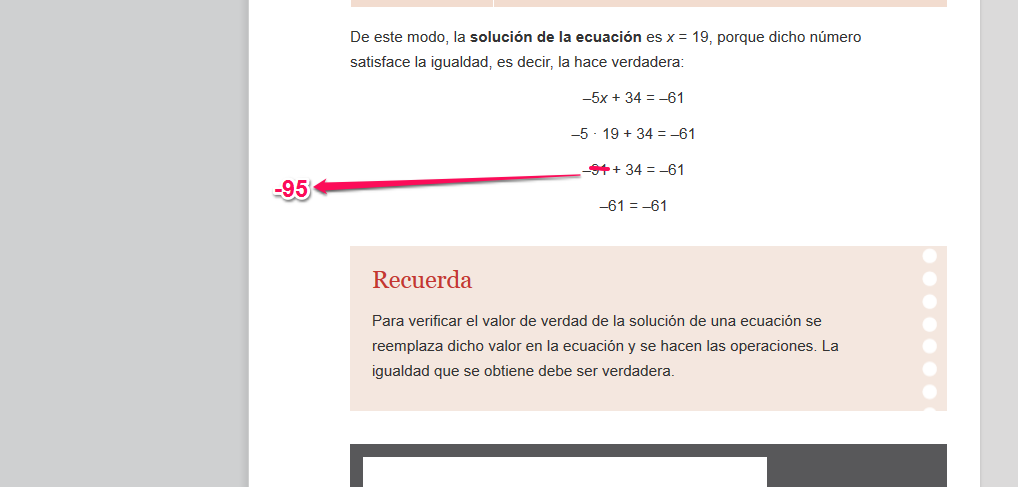 De este modo, la solución de la ecuación es x = 19, porque dicho número
satisface la igualdad, es decir, la hace verdadera:
–5x + 34 = –61
–5 · 19 + 34 = –61
–91 + 34 = –61
-95
–61 = –61
Recuerda
Para verificar el valor de verdad de la solución de una ecuación se
reemplaza dicho valor en la ecuación y se hacen las operaciones. La
igualdad que se obtiene debe ser verdadera.